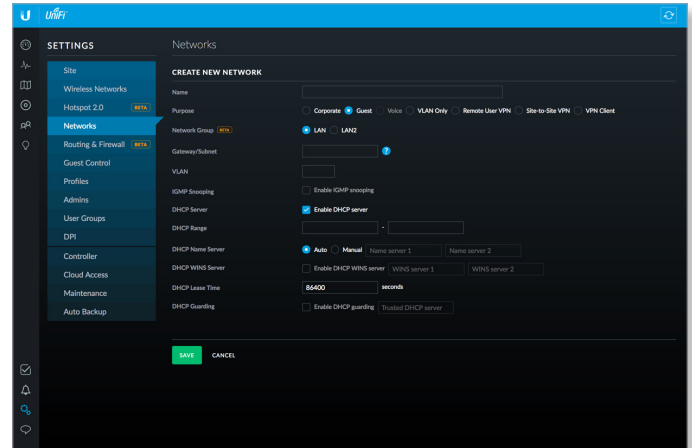 UniFi
SETTINGS
Site
Wireless Networks
Hotspot 2.0 BETA
Networks
Routing & Firewall BETA
Guest Control
Profiles
Admins
User Groups
DPI
Controller
Cloud Access
Maintenance
Auto Backup
Networks
CREATE NEW NETWORK
Name
Purpose Corporate Guest Voice VLAN Only Remote User VPN Site-to-Site VPN VPN Client
Network Group BETA LAN LAN2
Gateway/Subnet ?
VLAN
IGMP Snooping Enable IGMP snooping
DHCP Server Enable DHCP server
DHCP Range -
DHCP Name Server Auto Manual Name server 1 Name server 2
DHCP WINS Server Enable DHCP WINS server WINS server 1 WINS server 2
DHCP Lease Time 86400 seconds
DHCP Guarding Enable DHCP guarding Trusted DHCP server
SAVE CANCEL